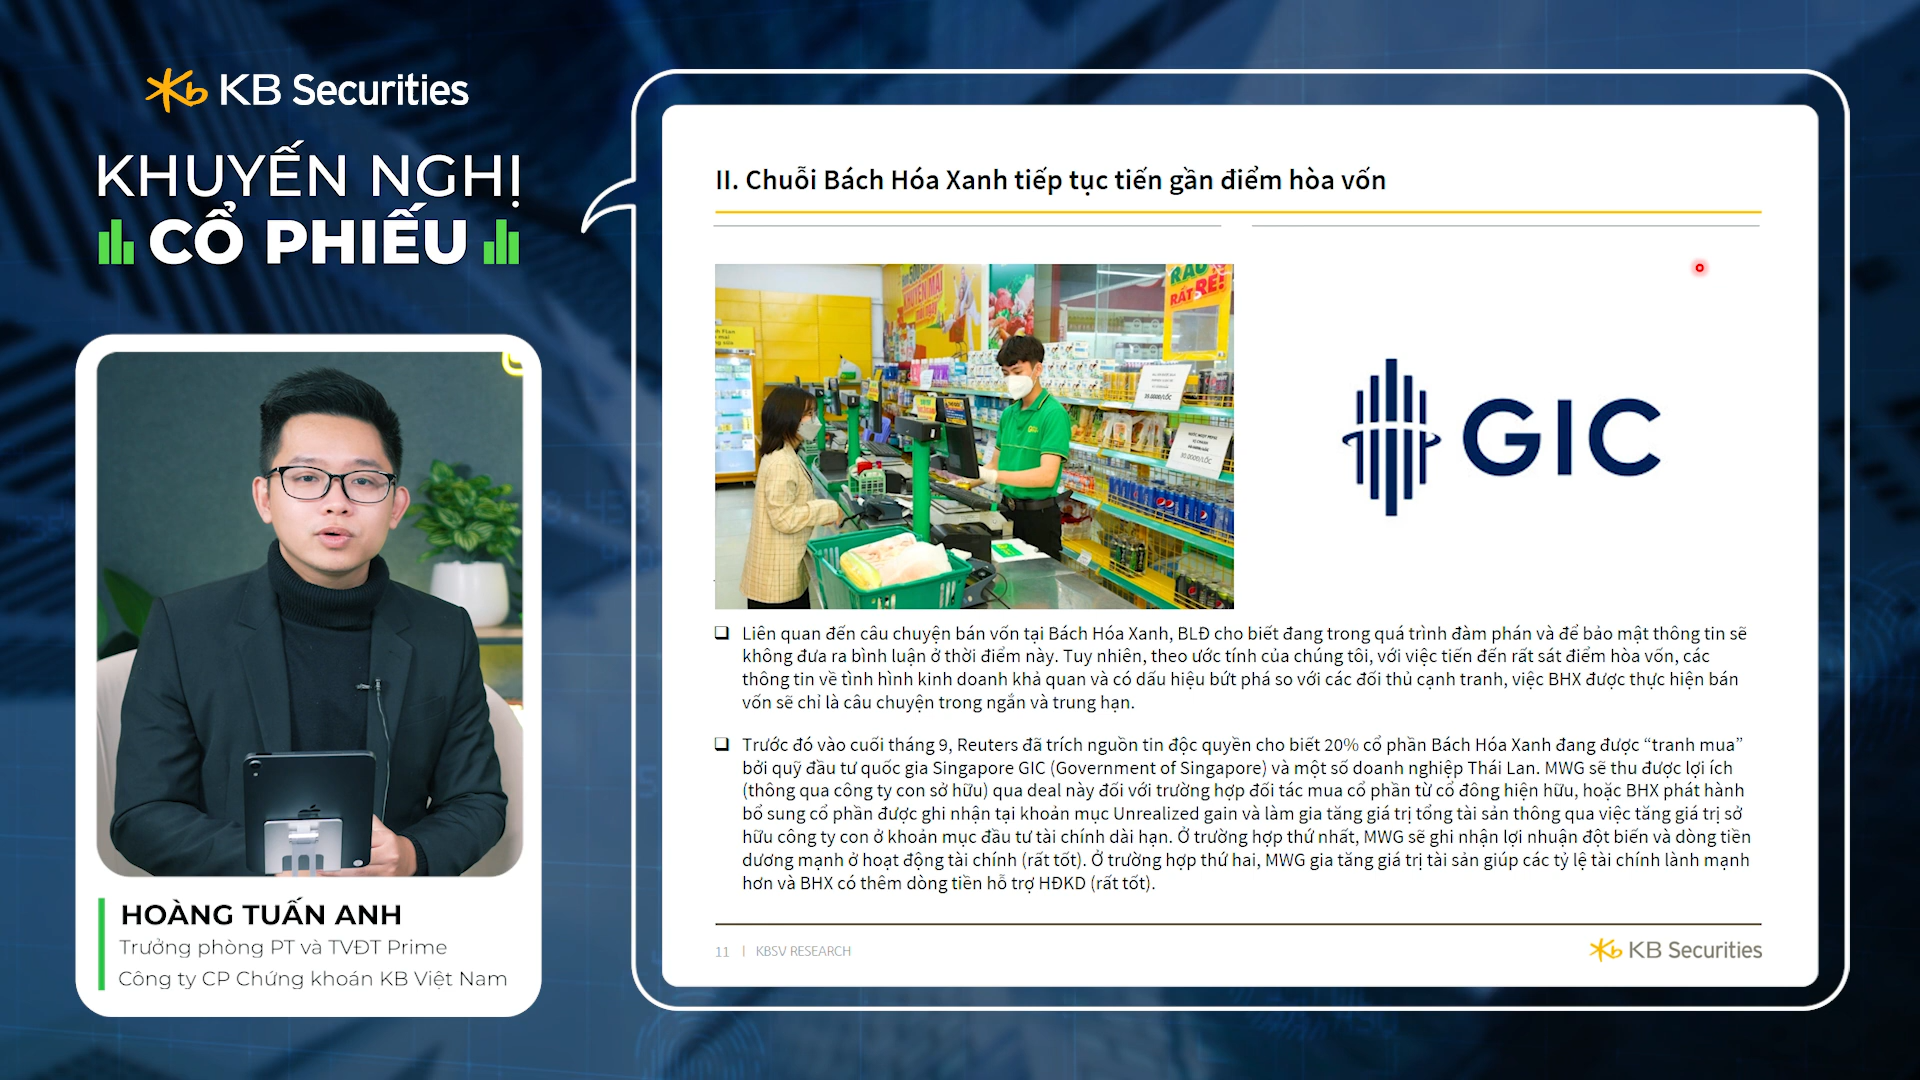 KB Securities
KHUYẾN NGHỊ
CỔ PHIẾU
HOÀNG TUẤN ANH
Trưởng phòng PT và TVĐT Prime
Công ty CP Chứng khoán KB Việt Nam
II. Chuỗi Bách Hóa Xanh tiếp tục tiến gần điểm hòa vốn
KHUYẾN MÃI
RAU
RẤT RẺ!
GIC
❑ Liên quan đến câu chuyện bán vốn tại Bách Hóa Xanh, BLĐ cho biết đang trong quá trình đàm phán và để bảo mật thông tin sẽ
không đưa ra bình luận ở thời điểm này. Tuy nhiên, theo ước tính của chúng tôi, với việc tiến đến rất sát điểm hòa vốn, các
thông tin về tình hình kinh doanh khả quan và có dấu hiệu bứt phá so với các đối thủ cạnh tranh, việc BHX được thực hiện bán
vốn sẽ chỉ là câu chuyện trong ngắn và trung hạn.
❑ Trước đó vào cuối tháng 9, Reuters đã trích nguồn tin độc quyền cho biết 20% cổ phần Bách Hóa Xanh đang được “tranh mua”
bởi quỹ đầu tư quốc gia Singapore GIC (Government of Singapore) và một số doanh nghiệp Thái Lan. MWG sẽ thu được lợi ích
(thông qua công ty con sở hữu) qua deal này đối với trường hợp đối tác mua cổ phần từ cổ đông hiện hữu, hoặc BHX phát hành
bổ sung cổ phần được ghi nhận tại khoản mục Unrealized gain và làm gia tăng giá trị tổng tài sản thông qua việc tăng giá trị sở
hữu công ty con ở khoản mục đầu tư tài chính dài hạn. Ở trường hợp thứ nhất, MWG sẽ ghi nhận lợi nhuận đột biến và dòng tiền
dương mạnh ở hoạt động tài chính (rất tốt). Ở trường hợp thứ hai, MWG gia tăng giá trị tài sản giúp các tỷ lệ tài chính lành mạnh
hơn và BHX có thêm dòng tiền hỗ trợ HĐKD (rất tốt).
11 | KBSV RESEARCH
KB Securities